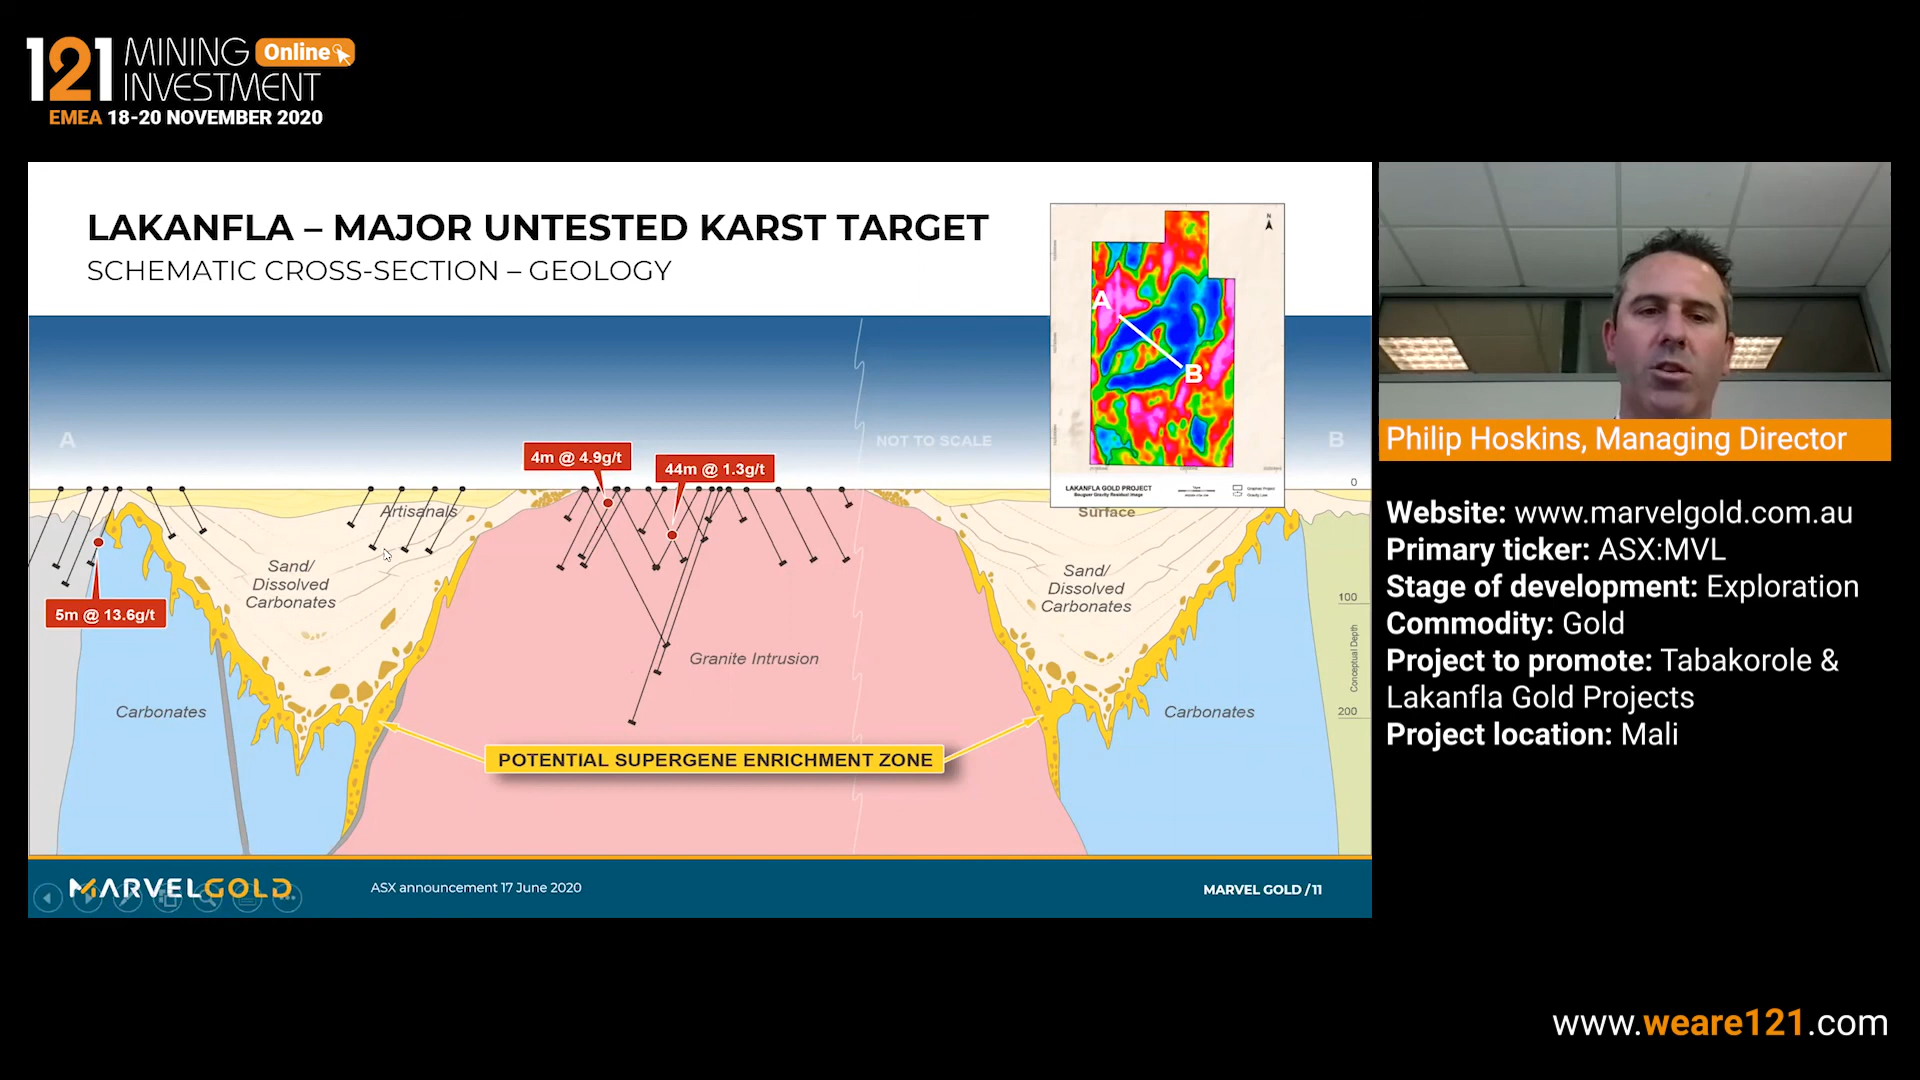 121 MINING INVESTMENT Online
EMEA 18-20 NOVEMBER 2020
LAKANFLA – MAJOR UNTESTED KARST TARGET
SCHEMATIC CROSS-SECTION – GEOLOGY
N
A
B
LAKANFLA GOLD PROJECT
Bouguer Gravity Residual Image
A
NOT TO SCALE
B
4m @ 4.9g/t
44m @ 1.3g/t
0
Artisanals
Surface
Sand/
Dissolved
Carbonates
Sand/
Dissolved
Carbonates
5m @ 13.6g/t
100
Conceptual Depth
200
Granite Intrusion
Carbonates
Carbonates
POTENTIAL SUPERGENE ENRICHMENT ZONE
MARVELGOLD
ASX announcement 17 June 2020
MARVEL GOLD / 11
Philip Hoskins, Managing Director
Website: www.marvelgold.com.au
Primary ticker: ASX:MVL
Stage of development: Exploration
Commodity: Gold
Project to promote: Tabakorole &
Lakanfla Gold Projects
Project location: Mali
www.weare121.com